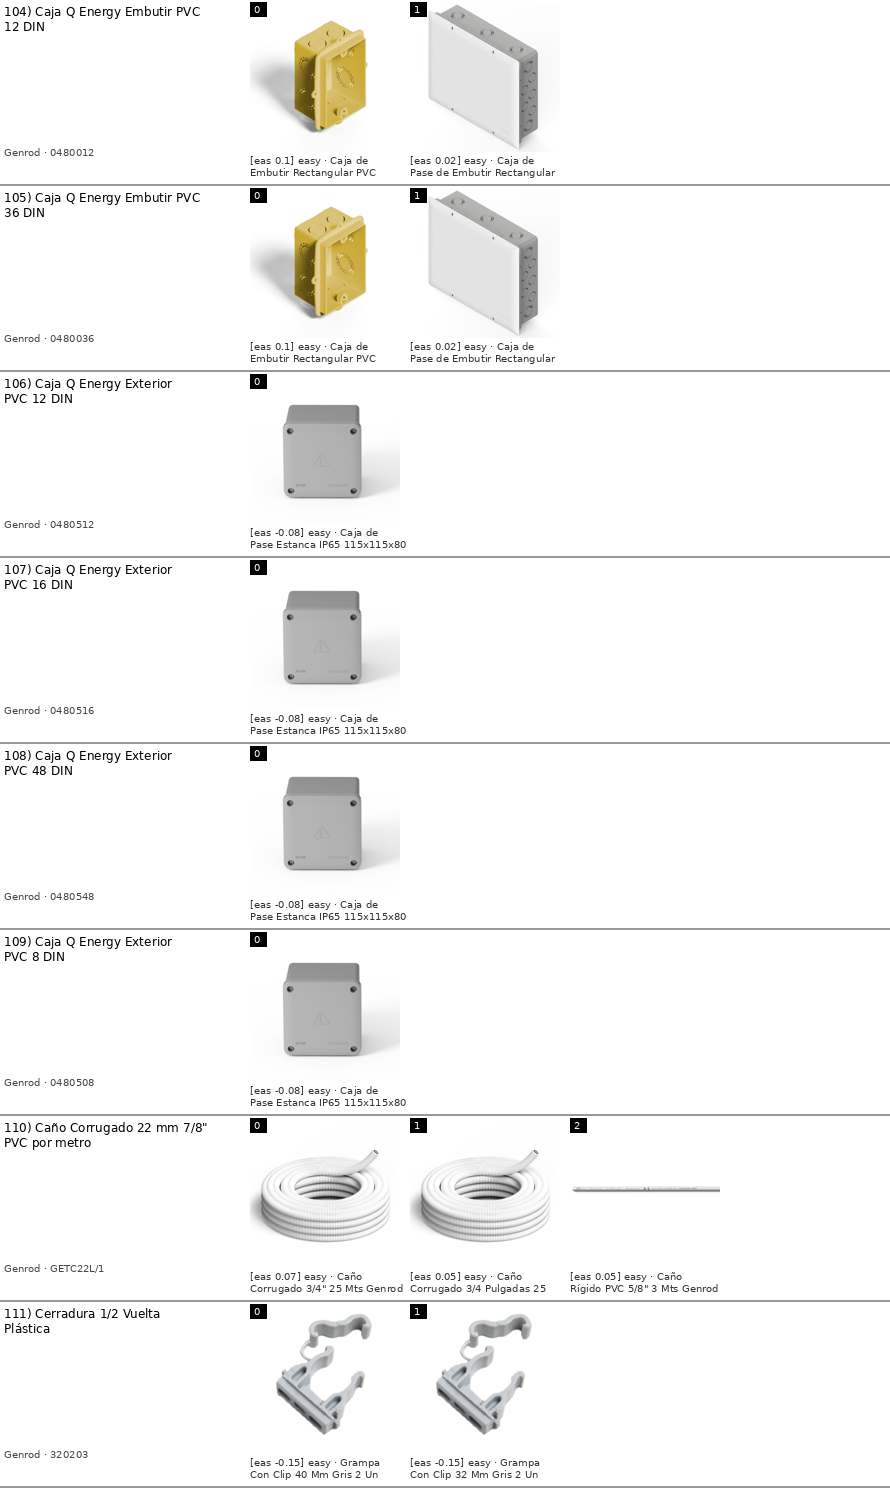 104) Caja Q Energy Embutir PVC
12 DIN
Genrod · 0480012
0
[eas 0.1] easy · Caja de
Embutir Rectangular PVC
1
[eas 0.02] easy · Caja de
Pase de Embutir Rectangular
105) Caja Q Energy Embutir PVC
36 DIN
Genrod · 0480036
0
[eas 0.1] easy · Caja de
Embutir Rectangular PVC
1
[eas 0.02] easy · Caja de
Pase de Embutir Rectangular
106) Caja Q Energy Exterior
PVC 12 DIN
Genrod · 0480512
0
[eas -0.08] easy · Caja de
Pase Estanca IP65 115x115x80
107) Caja Q Energy Exterior
PVC 16 DIN
Genrod · 0480516
0
[eas -0.08] easy · Caja de
Pase Estanca IP65 115x115x80
108) Caja Q Energy Exterior
PVC 48 DIN
Genrod · 0480548
0
[eas -0.08] easy · Caja de
Pase Estanca IP65 115x115x80
109) Caja Q Energy Exterior
PVC 8 DIN
Genrod · 0480508
0
[eas -0.08] easy · Caja de
Pase Estanca IP65 115x115x80
110) Caño Corrugado 22 mm 7/8"
PVC por metro
Genrod · GETC22L/1
0
[eas 0.07] easy · Caño
Corrugado 3/4" 25 Mts Genrod
1
[eas 0.05] easy · Caño
Corrugado 3/4 Pulgadas 25
2
[eas 0.05] easy · Caño
Rígido PVC 5/8" 3 Mts Genrod
111) Cerradura 1/2 Vuelta
Plástica
Genrod · 320203
0
[eas -0.15] easy · Grampa
Con Clip 40 Mm Gris 2 Un
1
[eas -0.15] easy · Grampa
Con Clip 32 Mm Gris 2 Un